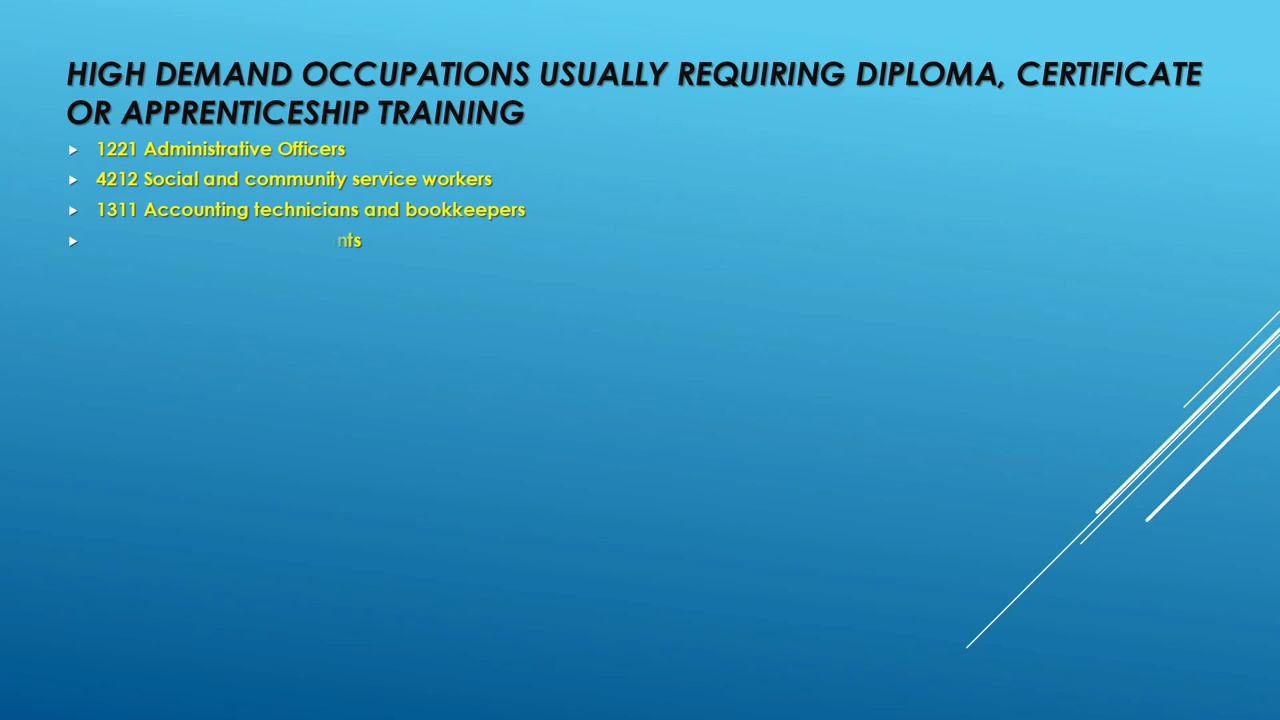 HIGH DEMAND OCCUPATIONS USUALLY REQUIRING DIPLOMA, CERTIFICATE
OR APPRENTICESHIP TRAINING
1221 Administrative Officers
4212 Social and community service workers
1311 Accounting technicians and bookkeepers